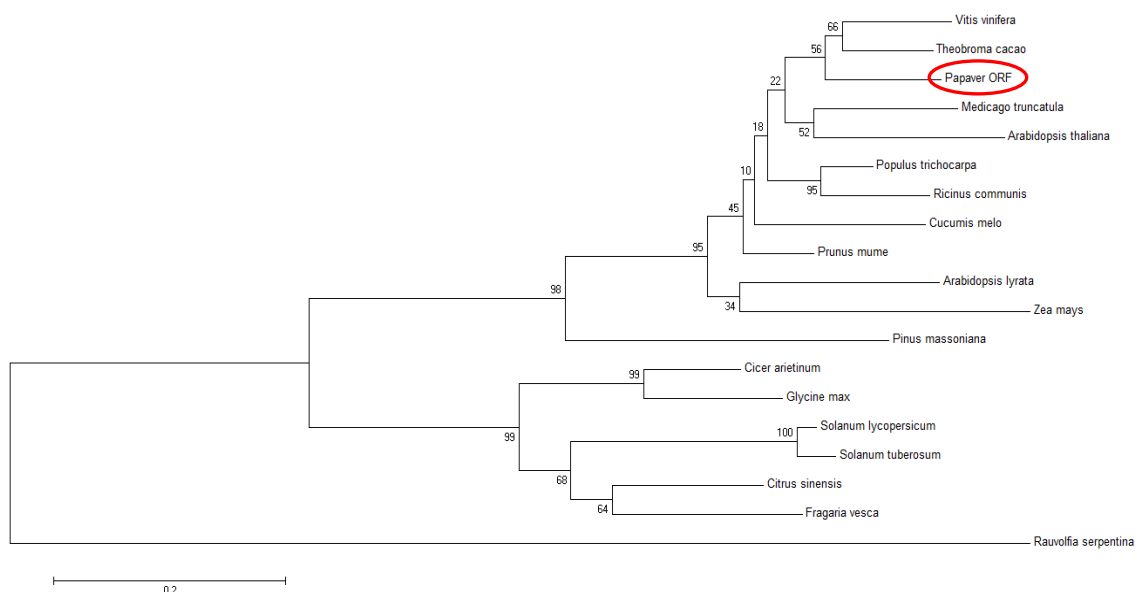 Vitis vinifera
66
Theobroma cacao
56
Papaver ORF
22
Medicago truncatula
18
52
Arabidopsis thaliana
Populus trichocarpa
10
95
Ricinus communis
45
Cucumis melo
95
Prunus mume
Arabidopsis lyrata
98
34
Zea mays
Pinus massoniana
Cicer arietinum
99
Glycine max
Solanum lycopersicum
100
99
Solanum tuberosum
68
Citrus sinensis
64
Fragaria vesca
Rauvolfia serpentina
0.2